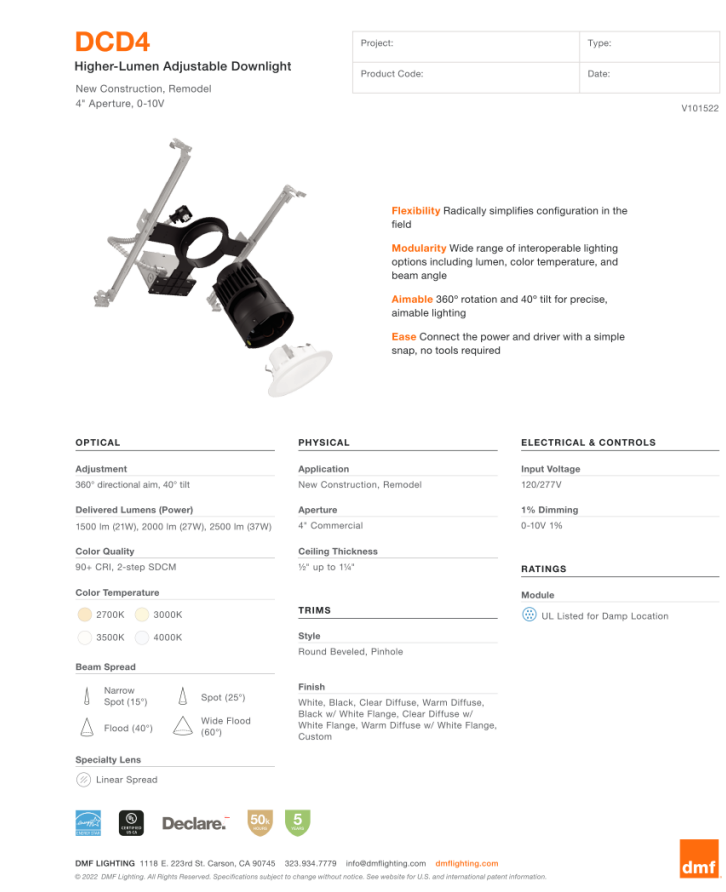 DCD4
Higher-Lumen Adjustable Downlight
New Construction, Remodel
4" Aperture, 0-10V
Project:
Type:
Product Code:
Date:
V101522
Flexibility Radically simplifies configuration in the
field
Modularity Wide range of interoperable lighting
options including lumen, color temperature, and
beam angle
Aimable 360º rotation and 40º tilt for precise,
aimable lighting
Ease Connect the power and driver with a simple
snap, no tools required
OPTICAL
Adjustment
360° directional aim, 40° tilt
Delivered Lumens (Power)
1500 lm (21W), 2000 lm (27W), 2500 lm (37W)
Color Quality
90+ CRI, 2-step SDCM
Color Temperature
2700K
3000K
3500K
4000K
Beam Spread
Narrow
Spot (15°)
Spot (25°)
Flood (40°)
Wide Flood
(60°)
Specialty Lens
Linear Spread
PHYSICAL
Application
New Construction, Remodel
Aperture
4" Commercial
Ceiling Thickness
½" up to 1¼"
TRIMS
Style
Round Beveled, Pinhole
Finish
White, Black, Clear Diffuse, Warm Diffuse,
Black w/ White Flange, Clear Diffuse w/
White Flange, Warm Diffuse w/ White Flange,
Custom
ELECTRICAL & CONTROLS
Input Voltage
120/277V
1% Dimming
0-10V 1%
RATINGS
Module
UL Listed for Damp Location
ENERGY STAR
UL
CERTIFIED
US CA
Declare.
50k
HOURS
5
YEARS
DMF LIGHTING 1118 E. 223rd St. Carson, CA 90745 323.934.7779 info@dmflighting.com dmflighting.com
© 2022 DMF Lighting. All Rights Reserved. Specifications subject to change without notice. See website for U.S. and international patent information.
dmf